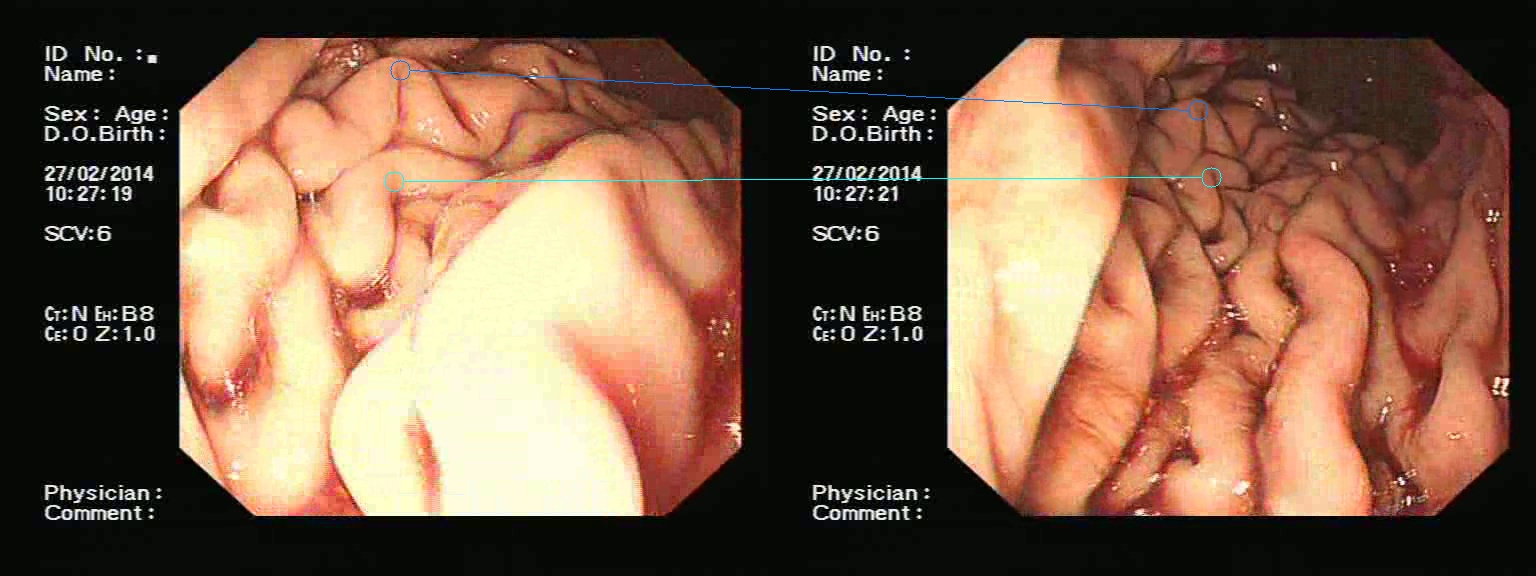 ID No. :
Name:
Sex: Age:
D.O.Birth:
27/02/2014
10:27:19
SCV:6
CT:N EH:B8
CE:0 Z:1.0
Physician:
Comment:
ID No. :
Name:
Sex: Age:
D.O.Birth:
27/02/2014
10:27:21
SCV:6
CT:N EH:B8
CE:0 Z:1.0
Physician:
Comment: